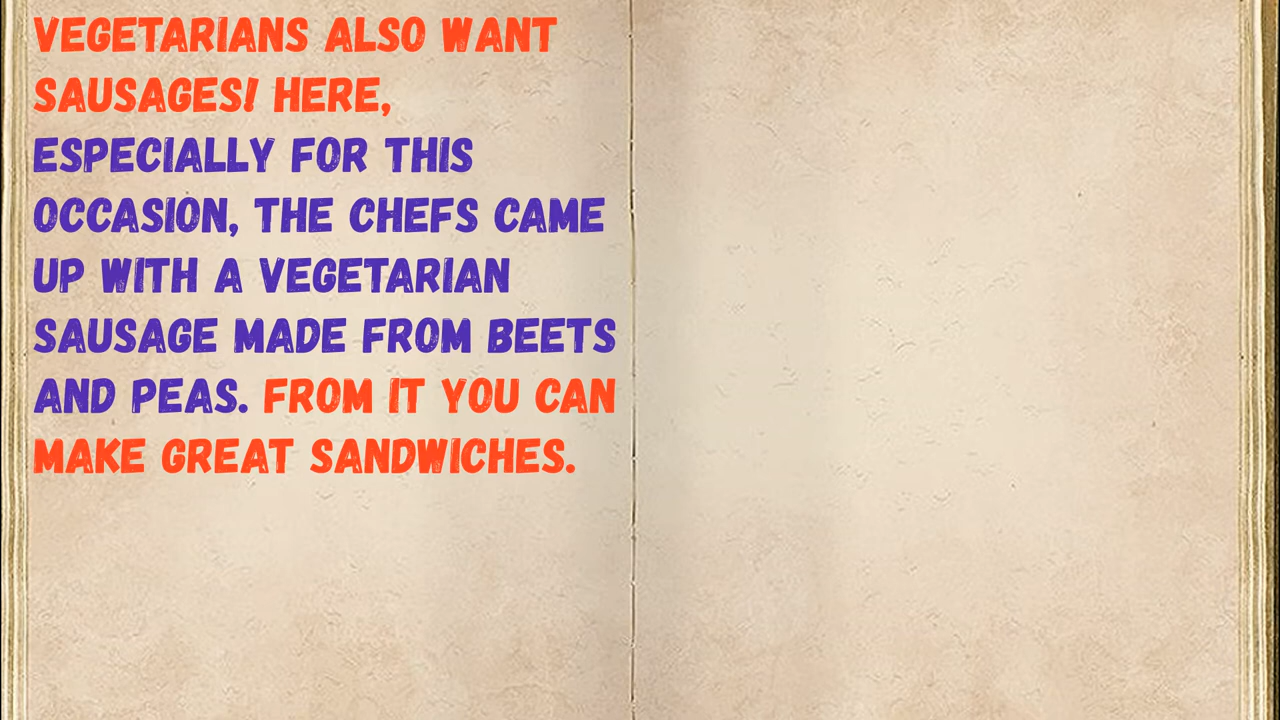 VEGETARIANS ALSO WANT
SAUSAGES! HERE,
ESPECIALLY FOR THIS
OCCASION, THE CHEFS CAME
UP WITH A VEGETARIAN
SAUSAGE MADE FROM BEETS
AND PEAS. FROM IT YOU CAN
MAKE GREAT SANDWICHES.